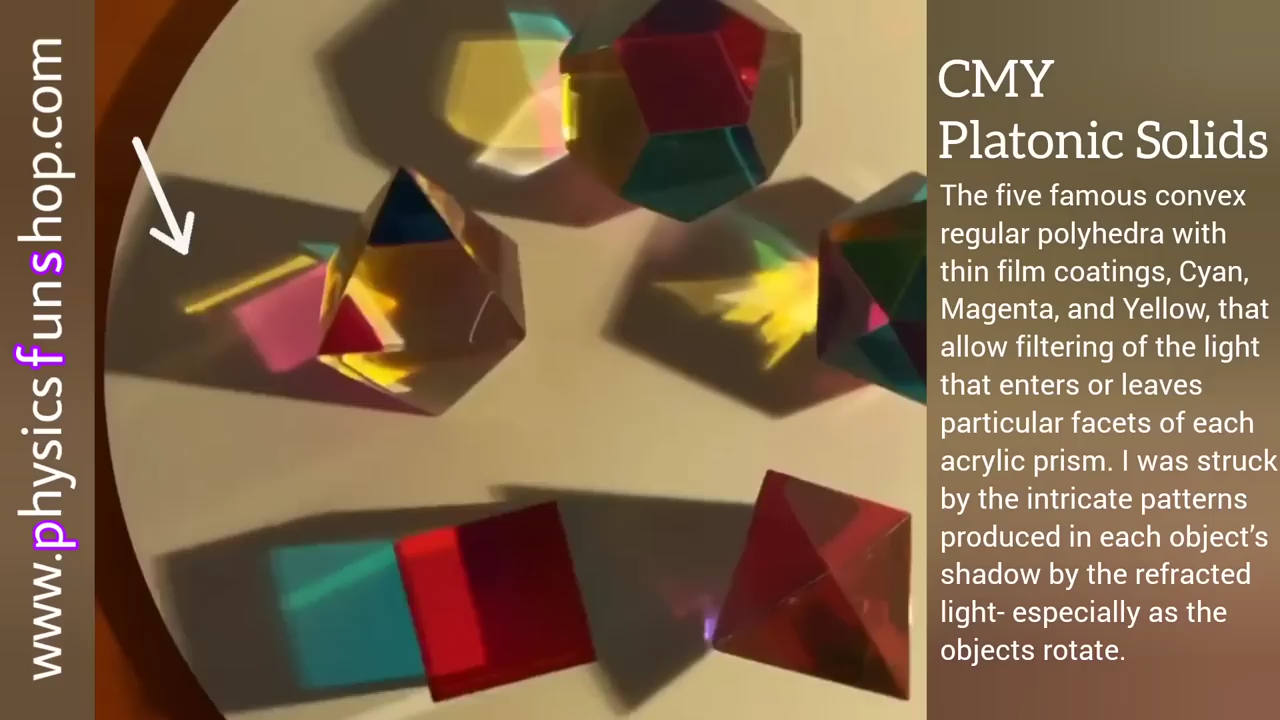 www.physicsfunshop.com
CMY
Platonic Solids
The five famous convex
regular polyhedra with
thin film coatings, Cyan,
Magenta, and Yellow, that
allow filtering of the light
that enters or leaves
particular facets of each
acrylic prism. I was struck
by the intricate patterns
produced in each object’s
shadow by the refracted
light- especially as the
objects rotate.